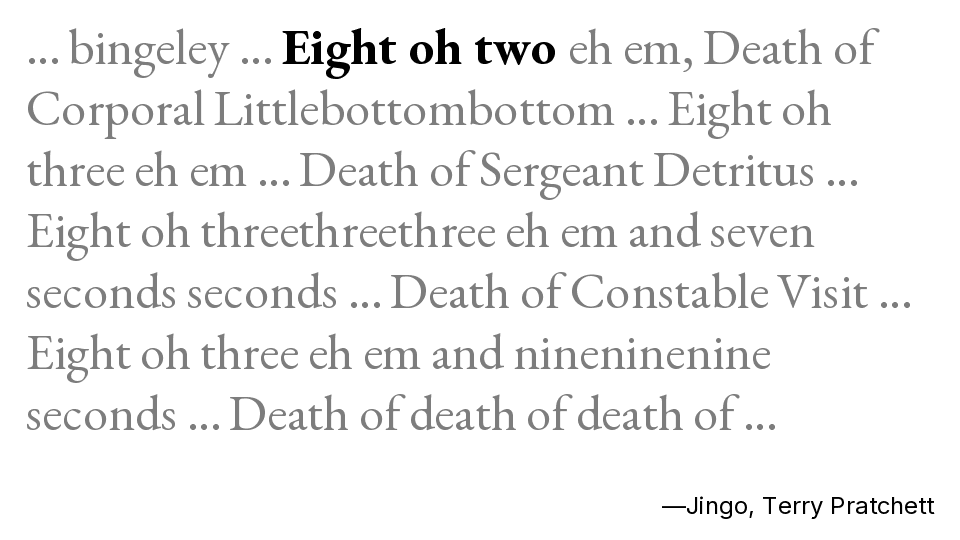 ... bingeley ... Eight oh two eh em, Death of
Corporal Littlebottombottom ... Eight oh
three eh em ... Death of Sergeant Detritus ...
Eight oh threethreethree eh em and seven
seconds seconds ... Death of Constable Visit ...
Eight oh three eh em and nineninenine
seconds ... Death of death of death of ...
—Jingo, Terry Pratchett